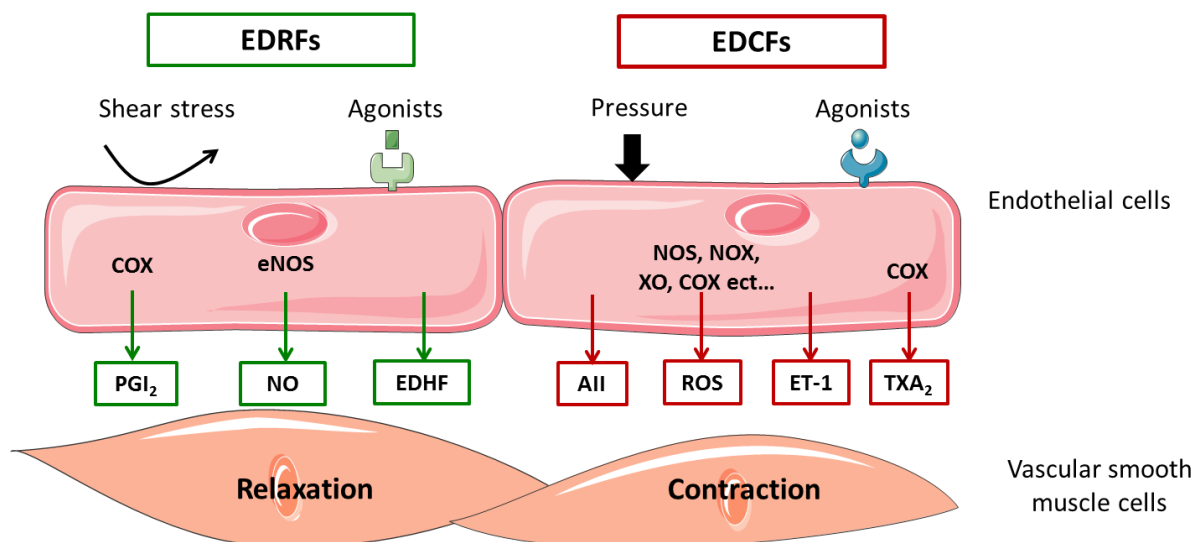 EDRFs
EDCFs
Shear stress
Agonists
Pressure
Agonists
Endothelial cells
COX
eNOS
NOS, NOX,
XO, COX ect...
COX
PGI₂
NO
EDHF
AII
ROS
ET-1
TXA₂
Relaxation
Contraction
Vascular smooth
muscle cells